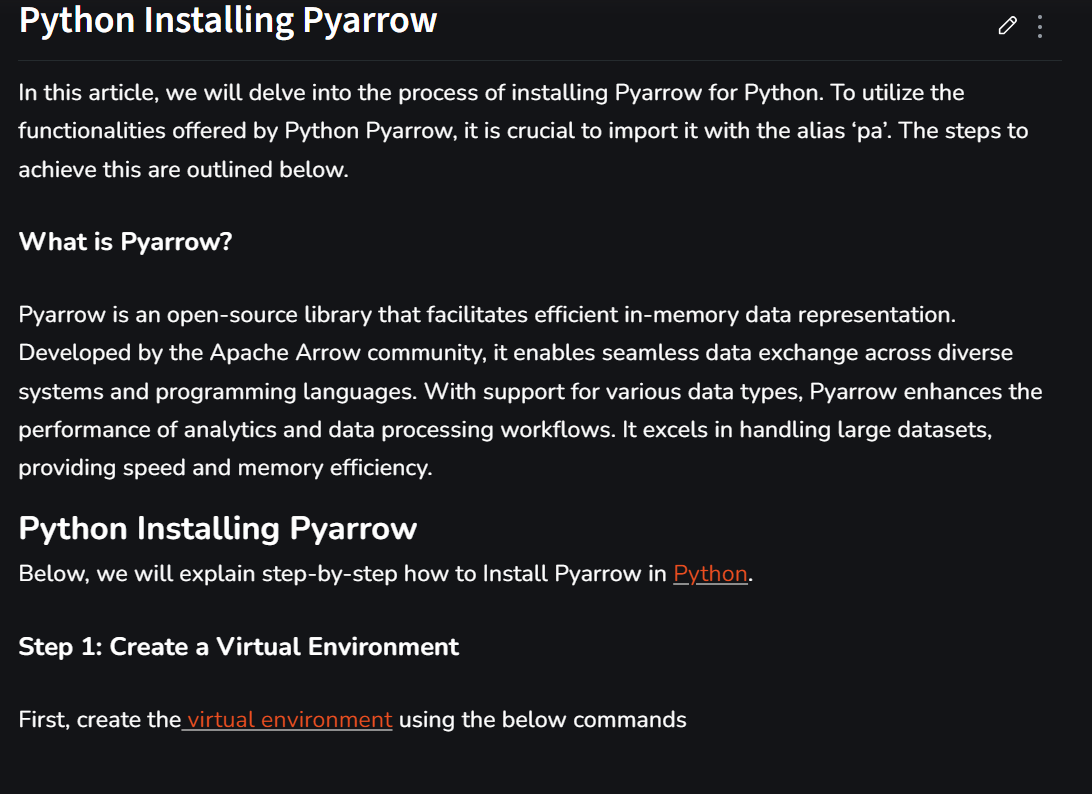 Python Installing Pyarrow
In this article, we will delve into the process of installing Pyarrow for Python. To utilize the
functionalities offered by Python Pyarrow, it is crucial to import it with the alias ‘pa’. The steps to
achieve this are outlined below.
What is Pyarrow?
Pyarrow is an open-source library that facilitates efficient in-memory data representation.
Developed by the Apache Arrow community, it enables seamless data exchange across diverse
systems and programming languages. With support for various data types, Pyarrow enhances the
performance of analytics and data processing workflows. It excels in handling large datasets,
providing speed and memory efficiency.
Python Installing Pyarrow
Below, we will explain step-by-step how to Install Pyarrow in Python.
Step 1: Create a Virtual Environment
First, create the virtual environment using the below commands